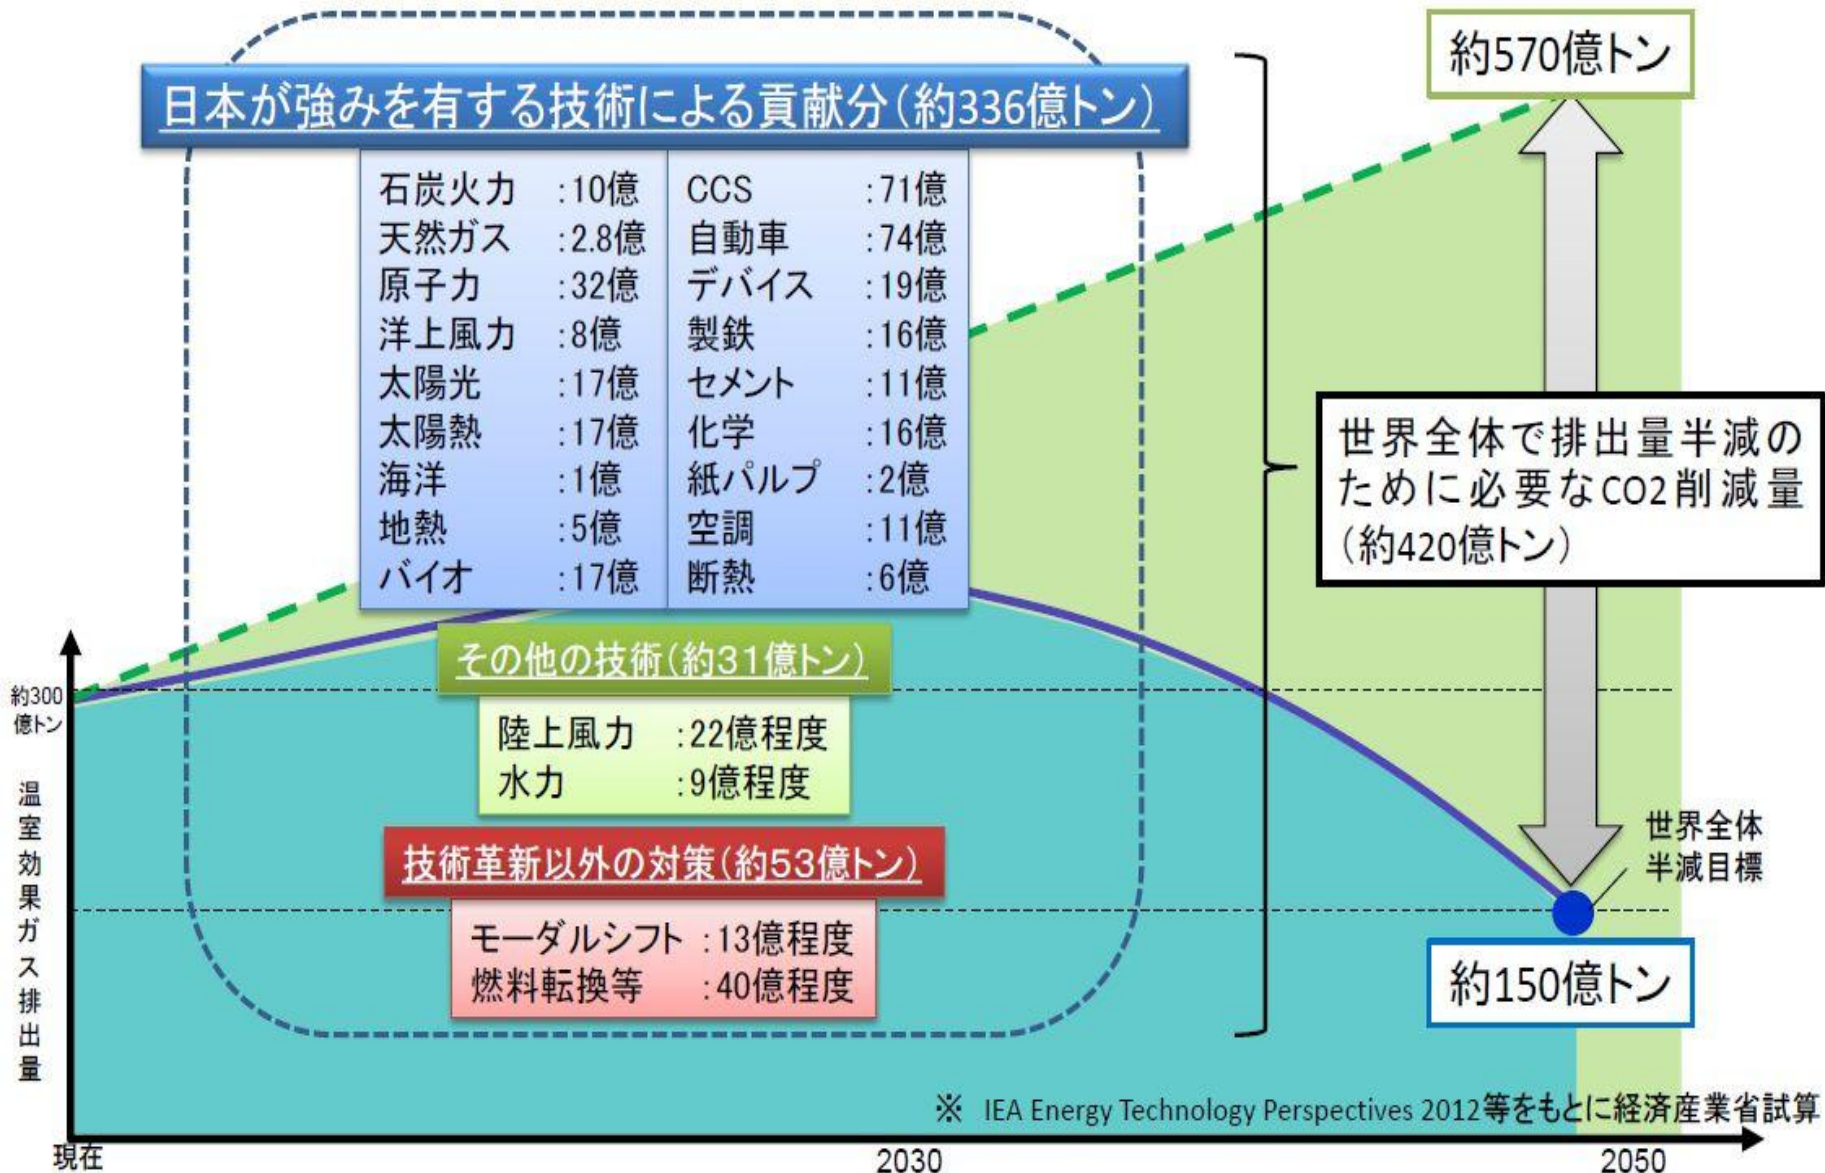 約570億トン
日本が強みを有する技術による貢献分(約336億トン)
石炭火力 :10億
天然ガス :2.8億
原子力 :32億
洋上風力 :8億
太陽光 :17億
太陽熱 :17億
海洋 :1億
地熱 :5億
バイオ :17億
CCS :71億
自動車 :74億
デバイス :19億
製鉄 :16億
セメント :11億
化学 :16億
紙パルプ :2億
空調 :11億
断熱 :6億
世界全体で排出量半減の
ために必要なCO2削減量
(約420億トン)
その他の技術(約31億トン)
陸上風力 :22億程度
水力 :9億程度
技術革新以外の対策(約53億トン)
モーダルシフト :13億程度
燃料転換等 :40億程度
約300
億トン
温室効果ガス排出量
世界全体
半減目標
約150億トン
※ IEA Energy Technology Perspectives 2012等をもとに経済産業省試算
現在
2030
2050